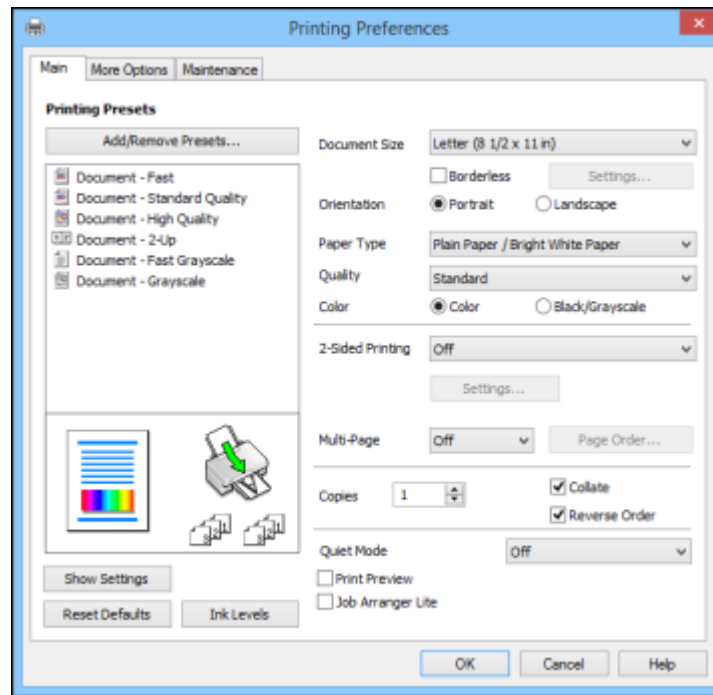 Printing Preferences
Main More Options Maintenance
Printing Presets
Add/Remove Presets...
Document - Fast
Document - Standard Quality
Document - High Quality
Document - 2-Up
Document - Fast Grayscale
Document - Grayscale
Show Settings
Reset Defaults Ink Levels
Document Size Letter (8 1/2 x 11 in)
Borderless Settings...
Orientation Portrait Landscape
Paper Type Plain Paper / Bright White Paper
Quality Standard
Color Color Black/Grayscale
2-Sided Printing Off
Settings...
Multi-Page Off Page Order...
Copies 1 Collate
Reverse Order
Quiet Mode Off
Print Preview
Job Arranger Lite
OK Cancel Help